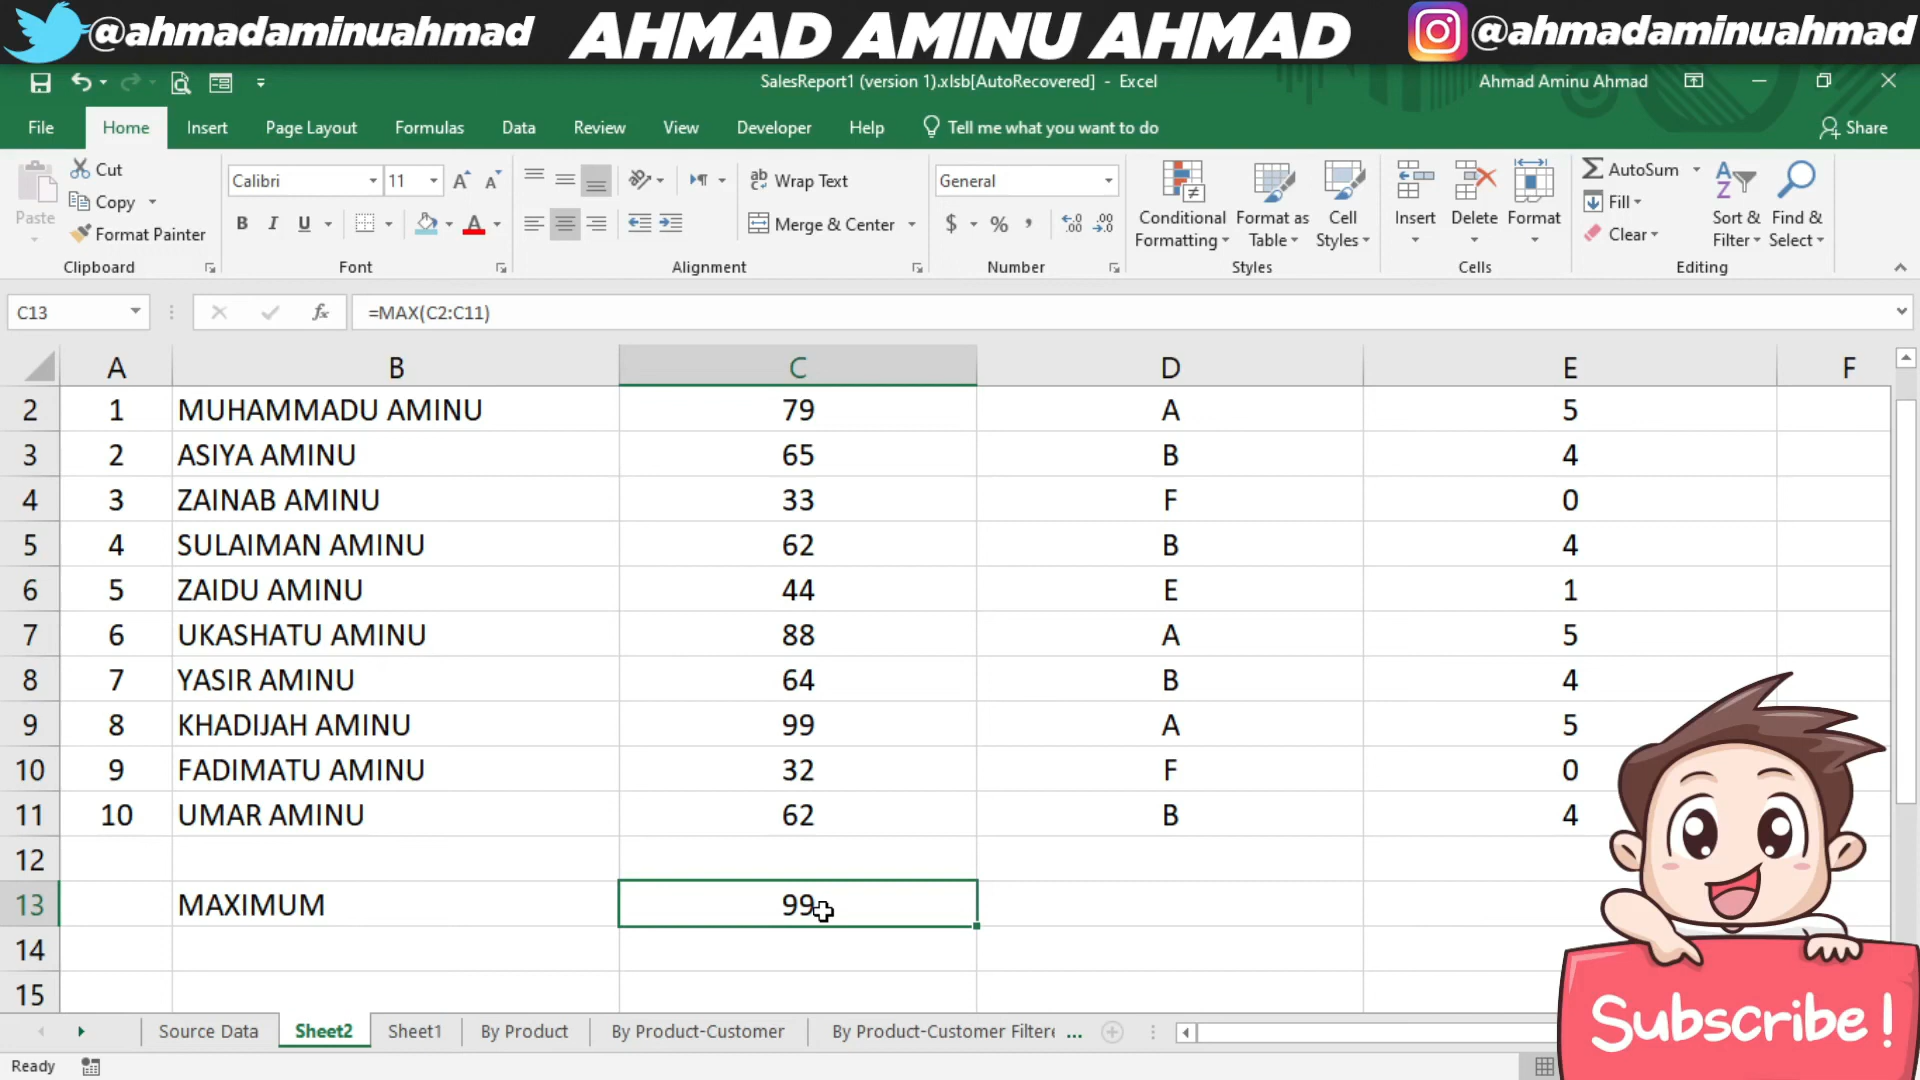 @ahmadaminuahmad AHMAD AMINU AHMAD @ahmadaminuahmad
SalesReport1 (version 1).xlsb[AutoRecovered] - Excel Ahmad Aminu Ahmad
File Home Insert Page Layout Formulas Data Review View Developer Help Tell me what you want to do Share
Paste
Cut
Copy
Format Painter
Clipboard
Calibri 11
B I U A
Font
Wrap Text
Merge & Center
Alignment
General
$ % ,
Number
Conditional Formatting
Format as Table
Cell Styles
Styles
Insert Delete Format
Cells
AutoSum
Fill
Clear
Sort & Filter
Find & Select
Editing
C13 fx =MAX(C2:C11)
A B C D E F
2 1 MUHAMMADU AMINU 79 A 5
3 2 ASIYA AMINU 65 B 4
4 3 ZAINAB AMINU 33 F 0
5 4 SULAIMAN AMINU 62 B 4
6 5 ZAIDU AMINU 44 E 1
7 6 UKASHATU AMINU 88 A 5
8 7 YASIR AMINU 64 B 4
9 8 KHADIJAH AMINU 99 A 5
10 9 FADIMATU AMINU 32 F 0
11 10 UMAR AMINU 62 B 4
12
13 MAXIMUM 99
14
15
Subscribe!
Source Data Sheet2 Sheet1 By Product By Product-Customer By Product-Customer Filtere ...
Ready